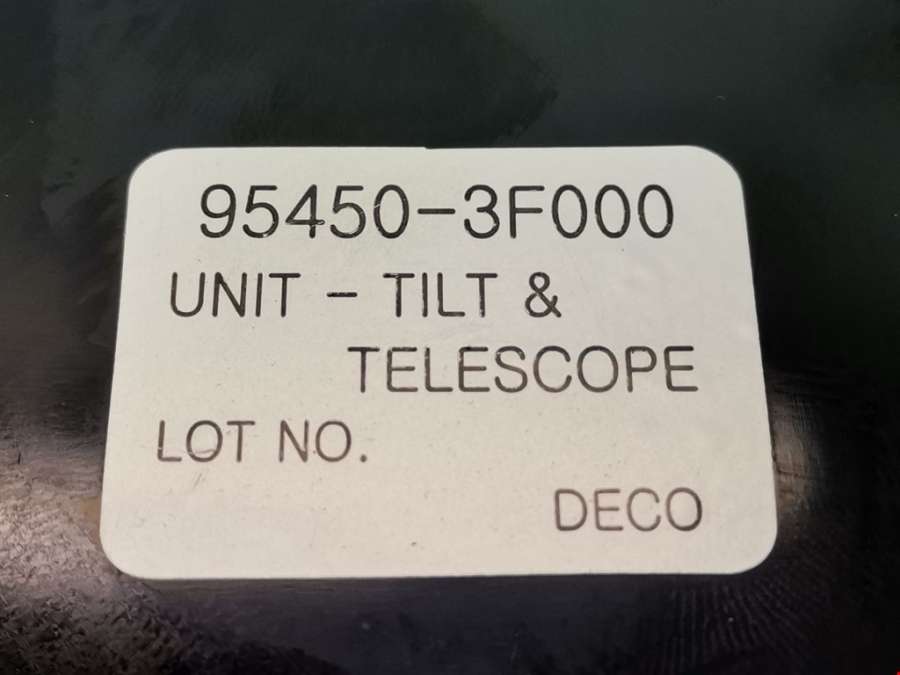 95450-3F000
UNIT - TILT &
TELESCOPE
LOT NO.
DECO